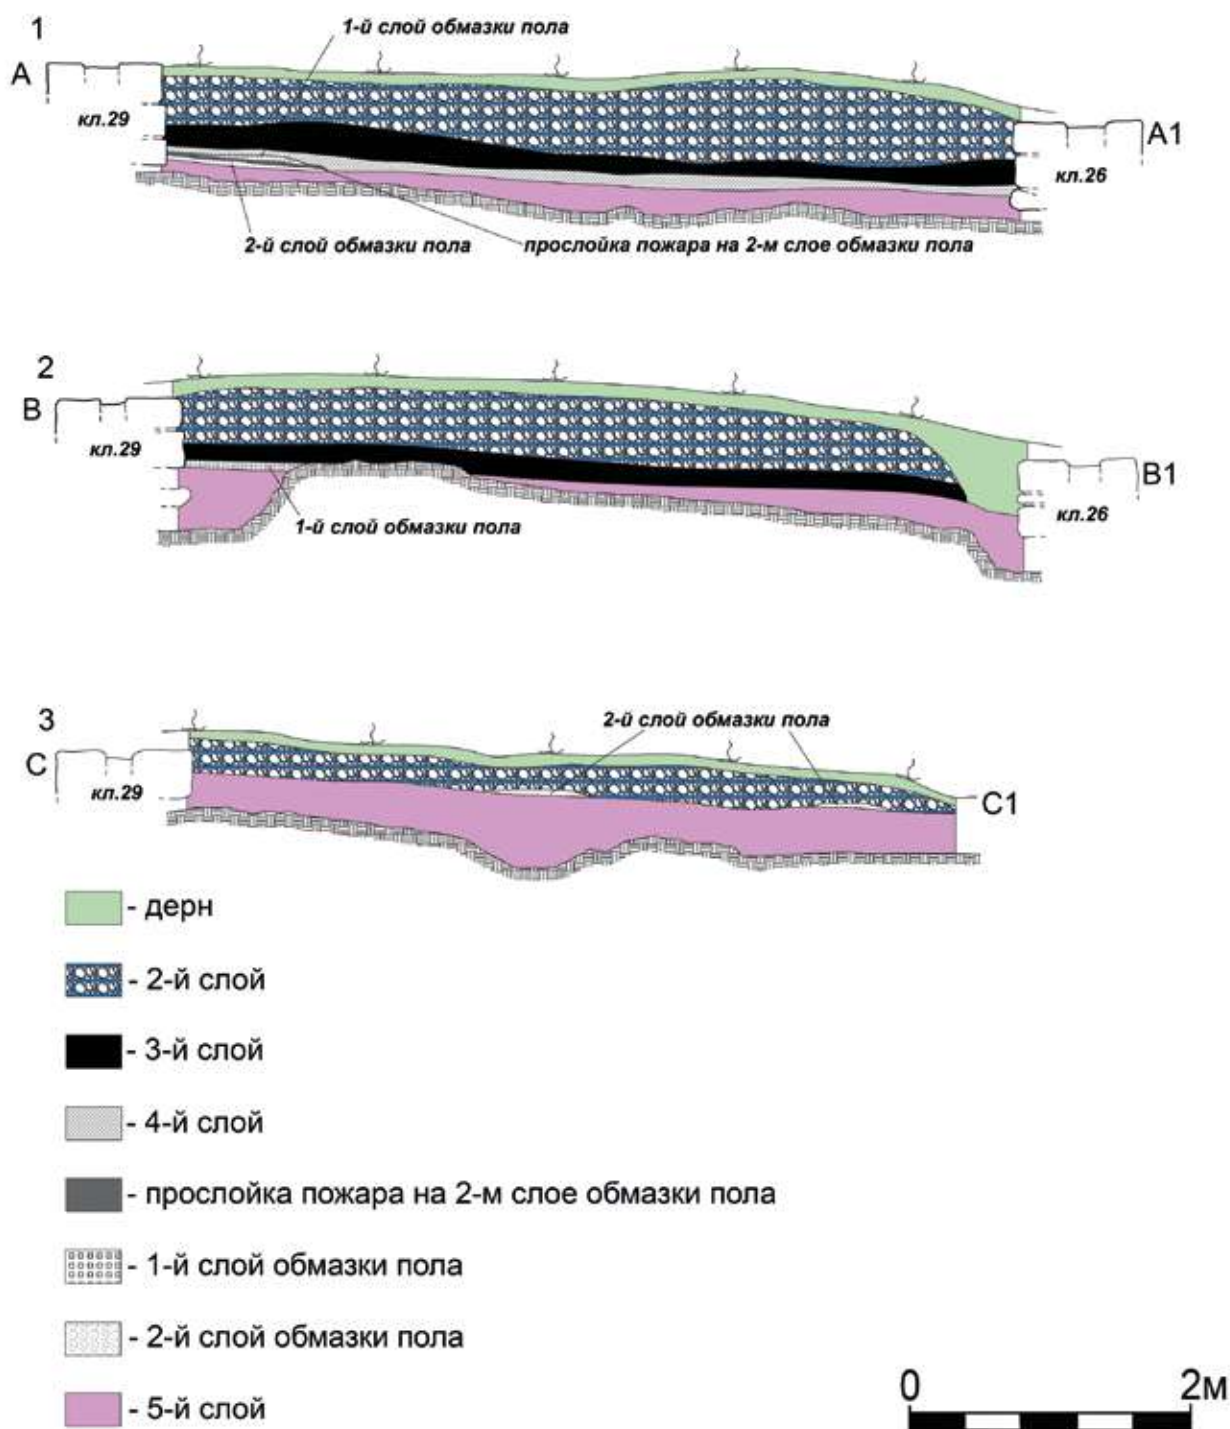 1
1-й слой обмазки пола
А
кл.29
А1
кл.26
2-й слой обмазки пола
прослойка пожара на 2-м слое обмазки пола
2
В
кл.29
В1
кл.26
1-й слой обмазки пола
3
2-й слой обмазки пола
С
кл.29
С1
- дерн
- 2-й слой
- 3-й слой
- 4-й слой
- прослойка пожара на 2-м слое обмазки пола
- 1-й слой обмазки пола
- 2-й слой обмазки пола
- 5-й слой
0 2м